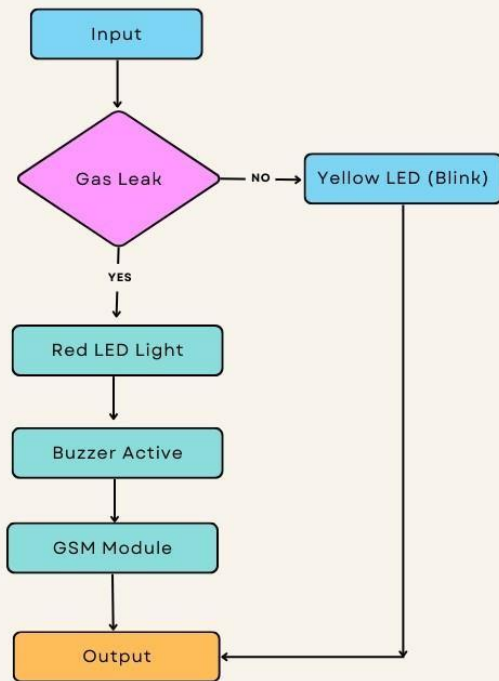 Input
Gas Leak
NO
Yellow LED (Blink)
YES
Red LED Light
Buzzer Active
GSM Module
Output